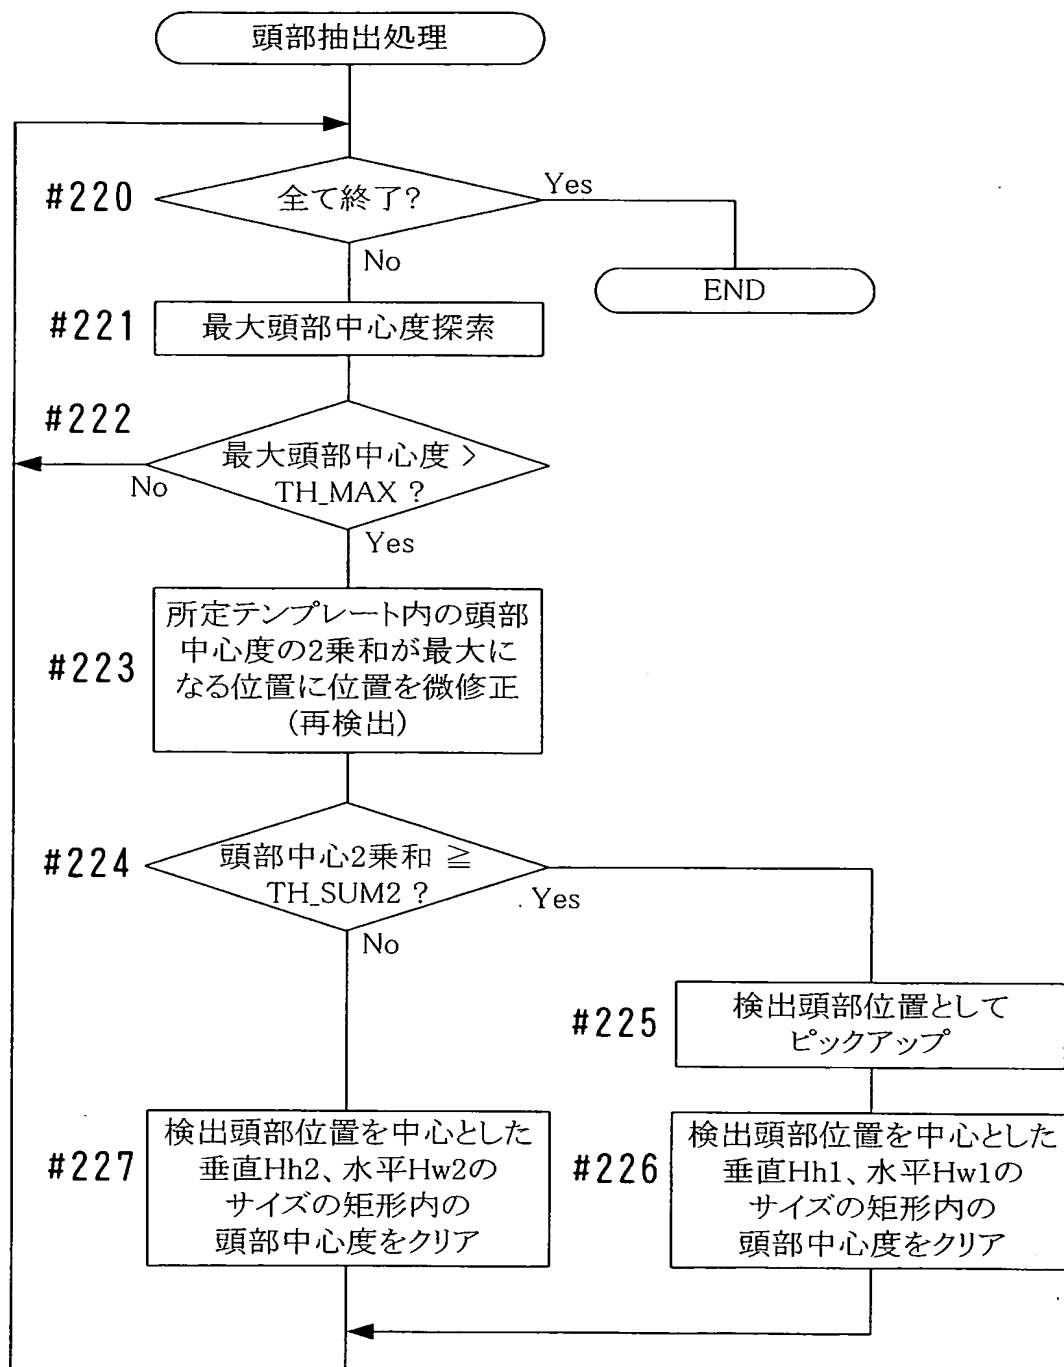 頭部抽出処理
#220
全て終了?
Yes
No
END
#221
最大頭部中心度探索
#222
最大頭部中心度 >
TH_MAX ?
No
Yes
#223
所定テンプレート内の頭部
中心度の2乗和が最大に
なる位置に位置を微修正
(再検出)
#224
頭部中心2乗和 ≧
TH_SUM2 ?
Yes
No
#225
検出頭部位置として
ピックアップ
#227
検出頭部位置を中心とした
垂直Hh2、水平Hw2の
サイズの矩形内の
頭部中心度をクリア
#226
検出頭部位置を中心とした
垂直Hh1、水平Hw1の
サイズの矩形内の
頭部中心度をクリア